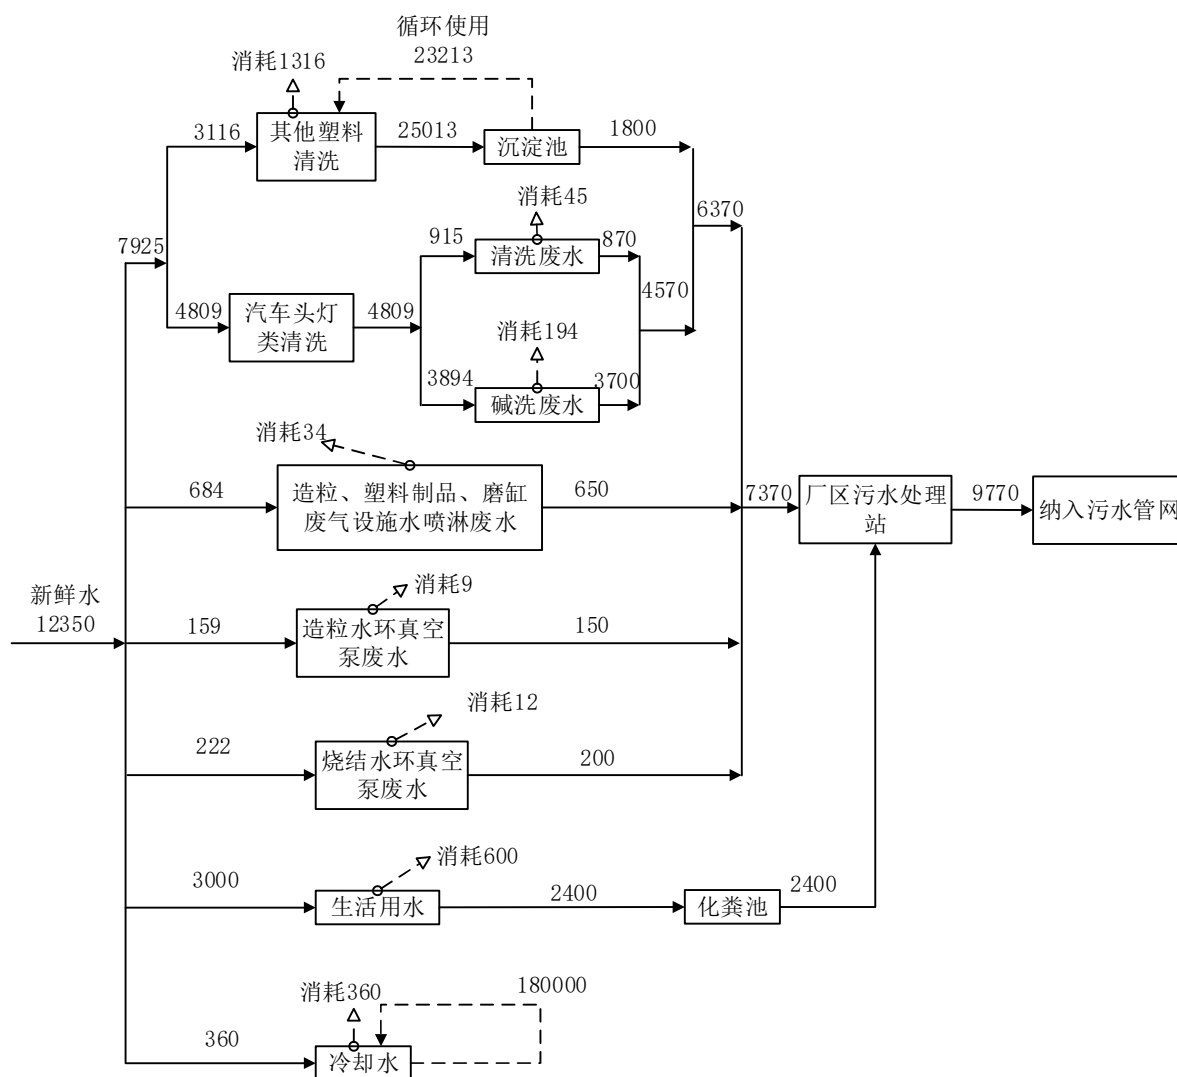 循环使用
23213
消耗1316
3116
其他塑料
清洗
25013
沉淀池
1800
消耗45
6370
7925
915
清洗废水
870
4809
汽车头灯
类清洗
4809
4570
消耗194
3894
碱洗废水
3700
消耗34
684
造粒、塑料制品、磨缸
废气设施水喷淋废水
650
7370
厂区污水处理
站
9770
纳入污水管网
新鲜水
12350
消耗9
159
造粒水环真空
泵废水
150
消耗12
222
烧结水环真空
泵废水
200
消耗600
3000
生活用水
2400
化粪池
2400
消耗360
180000
360
冷却水